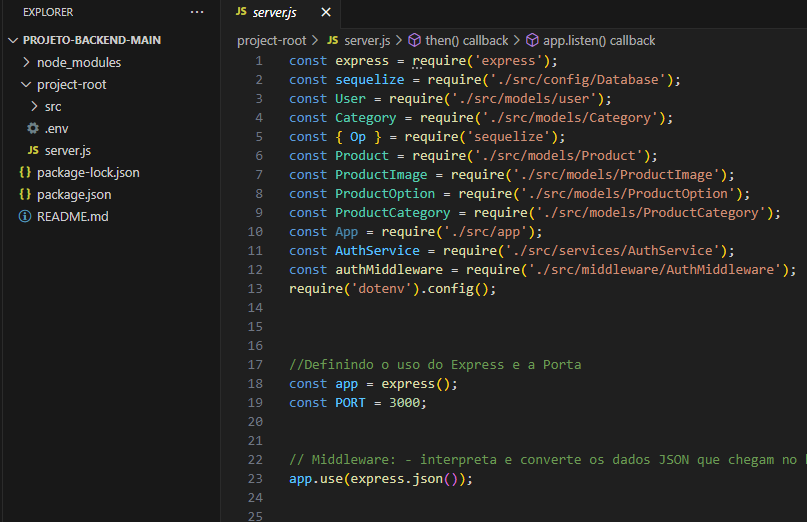 EXPLORER ···
PROJETO-BACKEND-MAIN
node_modules
project-root
src
.env
JS server.js
{} package-lock.json
{} package.json
README.md
JS server.js
project-root > JS server.js > then() callback > app.listen() callback
1 const express = require('express');
2 const sequelize = require('./src/config/Database');
3 const User = require('./src/models/user');
4 const Category = require('./src/models/Category');
5 const { Op } = require('sequelize');
6 const Product = require('./src/models/Product');
7 const ProductImage = require('./src/models/ProductImage');
8 const ProductOption = require('./src/models/ProductOption');
9 const ProductCategory = require('./src/models/ProductCategory');
10 const App = require('./src/app');
11 const AuthService = require('./src/services/AuthService');
12 const authMiddleware = require('./src/middleware/AuthMiddleware');
13 require('dotenv').config();
14
15
16
17 //Definindo o uso do Express e a Porta
18 const app = express();
19 const PORT = 3000;
20
21
22 // Middleware: - interpreta e converte os dados JSON que chegam no
23 app.use(express.json());
24
25